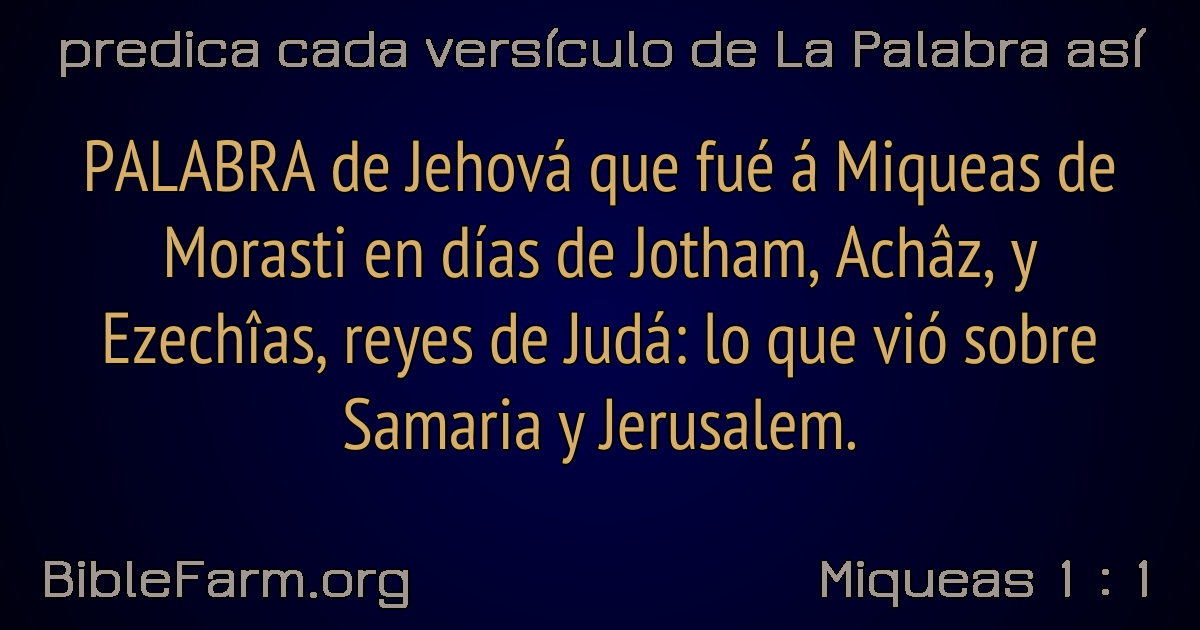 predica cada versículo de La Palabra así
PALABRA de Jehová que fué á Miqueas de
Morasti en días de Jotham, Achâz, y
Ezechîas, reyes de Judá: lo que vió sobre
Samaria y Jerusalem.
BibleFarm.org
Miqueas 1 : 1